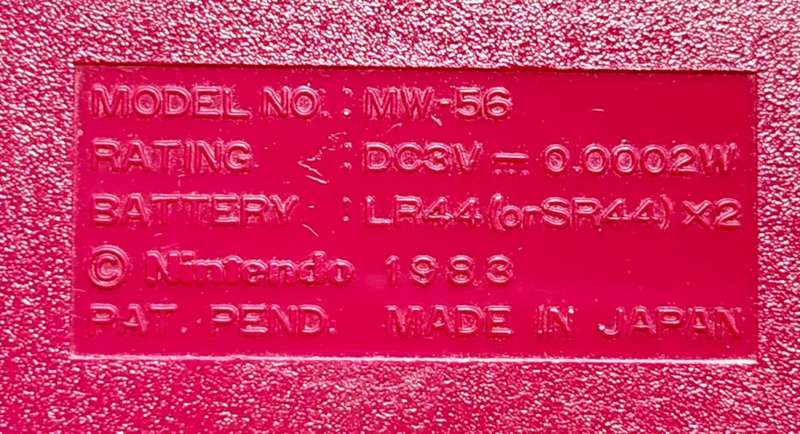 MODEL NO. : MW-56
RATING : DC3V ⎓ 0.0002W
BATTERY : LR44 (or SR44) ×2
© Nintendo 1983
PAT. PEND. MADE IN JAPAN